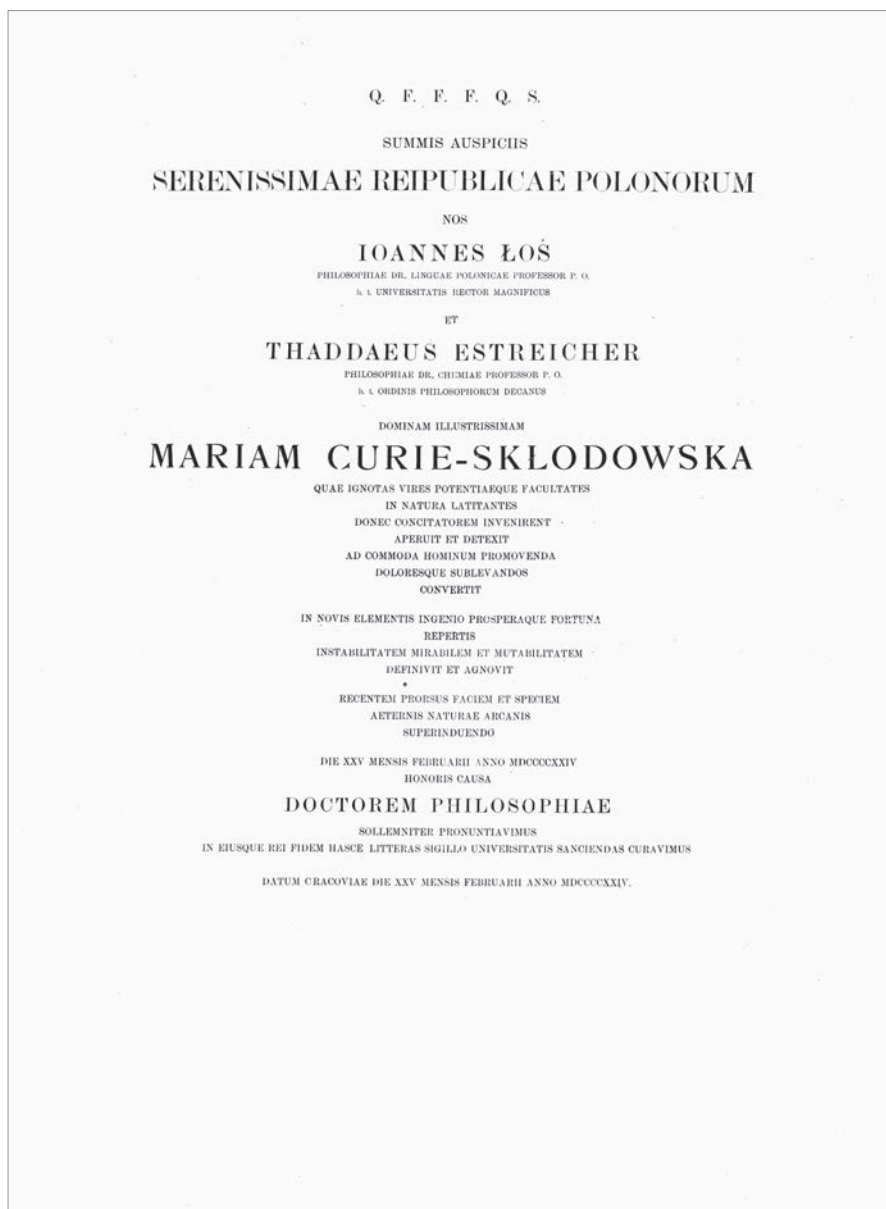 Q. F. F. F. Q. S.
SUMMIS AUSPICIIS
SERENISSIMAE REIPUBLICAE POLONORUM
NOS
IOANNES ŁOŚ
PHILOSOPHIAE DR. LINGUAE POLONICAE PROFESSOR P. O.
h. t. UNIVERSITATIS RECTOR MAGNIFICUS
ET
THADDAEUS ESTREICHER
PHILOSOPHIAE DR. CHEMIAE PROFESSOR P. O.
h. t. ORDINIS PHILOSOPHORUM DECANUS
DOMINAM ILLUSTRISSIMAM
MARIAM CURIE-SKŁODOWSKA
QUAE IGNOTAS VIRES POTENTIAEQUE FACULTATES
IN NATURA LATITANTES
DONEC CONCITATOREM INVENIRENT
APERUIT ET DETEXIT
AD COMMODA HOMINUM PROMOVENDA
DOLORESQUE SUBLEVANDOS
CONVERTIT
IN NOVIS ELEMENTIS INGENIO PROSPERAQUE FORTUNA
REPERTIS
INSTABILITATEM MIRABILEM ET MUTABILITATEM
DEFINIVIT ET AGNOVIT
RECENTEM PRORSUS FACIEM ET SPECIEM
AETERNIS NATURAE ARCANIS
SUPERINDUENDO
DIE XXV MENSIS FEBRUARII ANNO MDCCCCXXIV
HONORIS CAUSA
DOCTOREM PHILOSOPHIAE
SOLLEMNITER PRONUNTIAVIMUS
IN EIUSQUE REI FIDEM HASCE LITTERAS SIGILLO UNIVERSITATIS SANCIENDAS CURAVIMUS
DATUM CRACOVIAE DIE XXV MENSIS FEBRUARII ANNO MDCCCCXXIV.